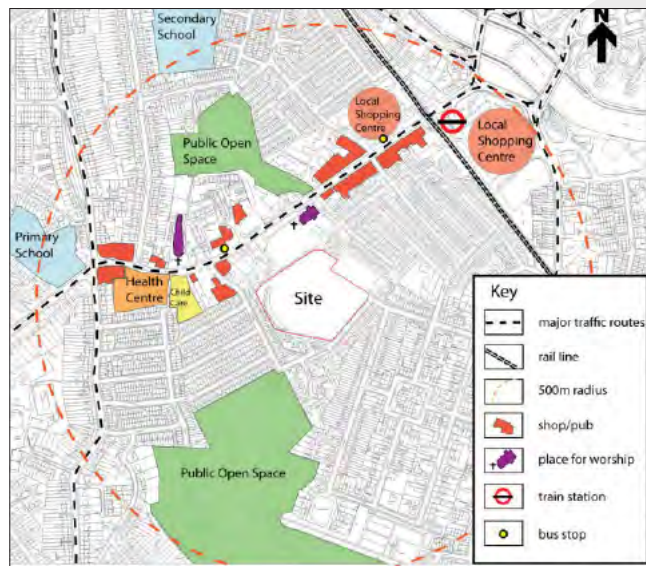 Secondary
School
N
Local
Shopping
Centre
Local
Shopping
Centre
Public Open
Space
Primary
School
Health
Centre
Child
care
Site
Public Open Space
Key
major traffic routes
rail line
500m radius
shop/pub
place for worship
train station
bus stop